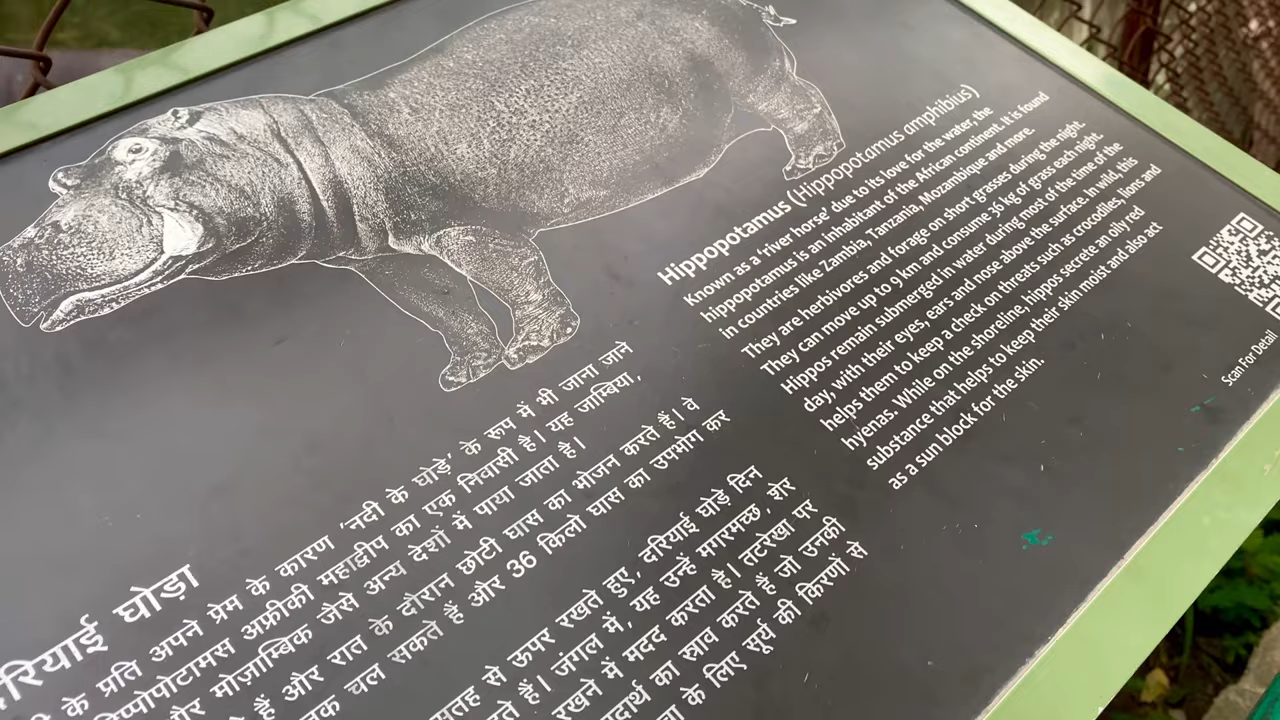 Hippopotamus (Hippopotamus amphibius)
Known as a 'river horse' due to its love for the water, the
hippopotamus is an inhabitant of the African continent. It is found
in countries like Zambia, Tanzania, Mozambique and more.
They are herbivores and forage on short grasses during the night.
They can move up to 9 km and consume 36 kg of grass each night.
Hippos remain submerged in water during most of the time of the
day, with their eyes, ears and nose above the surface. In wild, this
helps them to keep a check on threats such as crocodiles, lions and
hyenas. While on the shoreline, hippos secrete an oily red
substance that helps to keep their skin moist and also act
as a sun block for the skin.
Scan For Detail
घोड़ा
के प्रति अपने प्रेम के कारण 'नदी के घोड़े' के रूप में भी जाना जाने
अफ्रीकी महाद्वीप का एक निवासी है। यह जाम्बिया,
मोज़ाम्बिक जैसे अन्य देशों में पाया जाता है।
हैं और रात के दौरान छोटी घास का भोजन करते हैं। वे
चल सकते हैं और 36 किलो घास का उपभोग कर
से ऊपर रखते हुए, दरियाई घोड़े दिन
हैं। जंगल में, यह उन्हें मगरमच्छ, शेर
रखने में मदद करता है। तटरेखा पर
का स्राव करते हैं जो उनकी
के लिए सूर्य की किरणों से